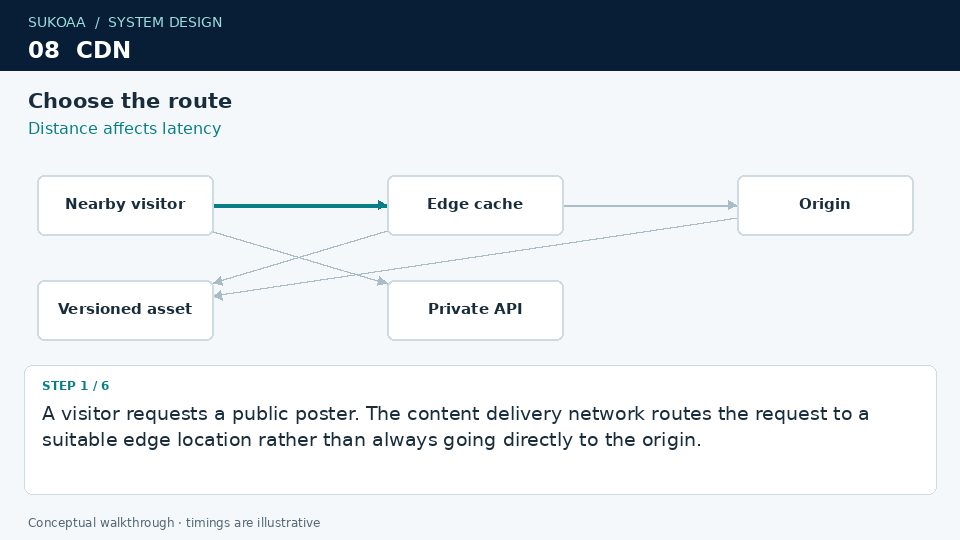 SUKOAA / SYSTEM DESIGN
08 CDN
Choose the route
Distance affects latency
Nearby visitor
Edge cache
Origin
Versioned asset
Private API
STEP 1 / 6
A visitor requests a public poster. The content delivery network routes the request to a
suitable edge location rather than always going directly to the origin.
Conceptual walkthrough · timings are illustrative